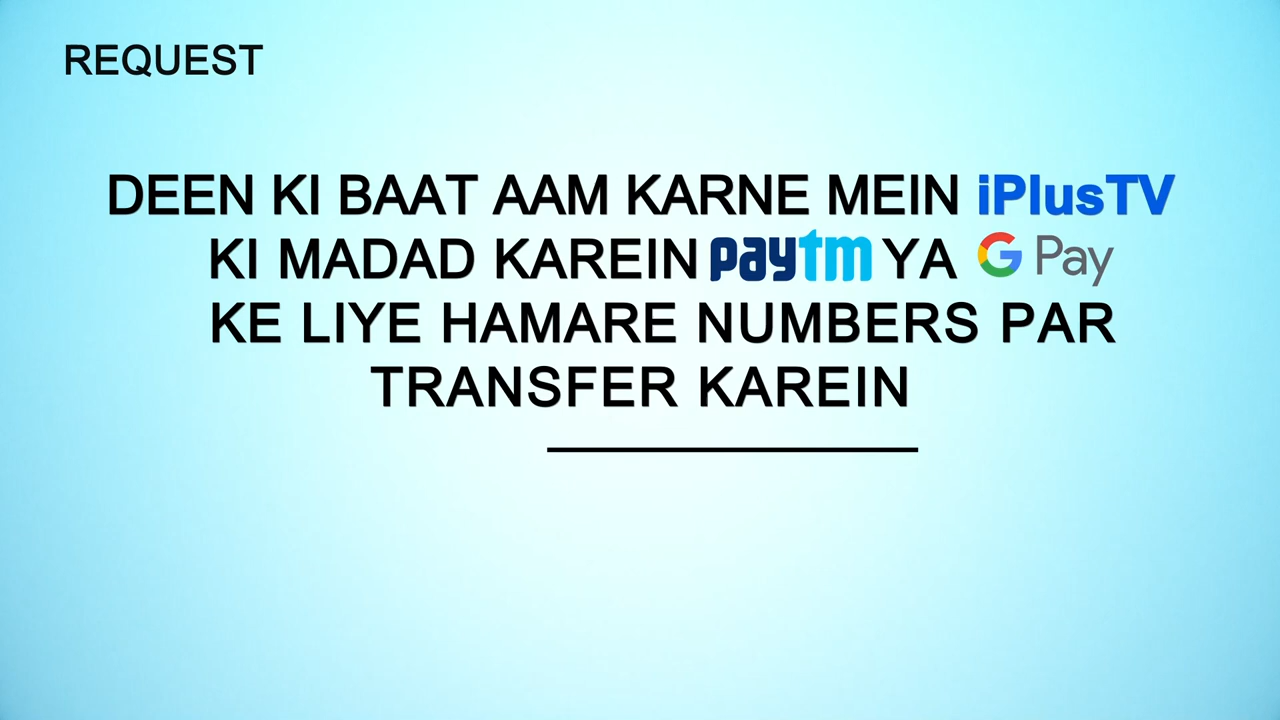 REQUEST
DEEN KI BAAT AAM KARNE MEIN iPlusTV
KI MADAD KAREIN paytm YA G Pay
KE LIYE HAMARE NUMBERS PAR
TRANSFER KAREIN